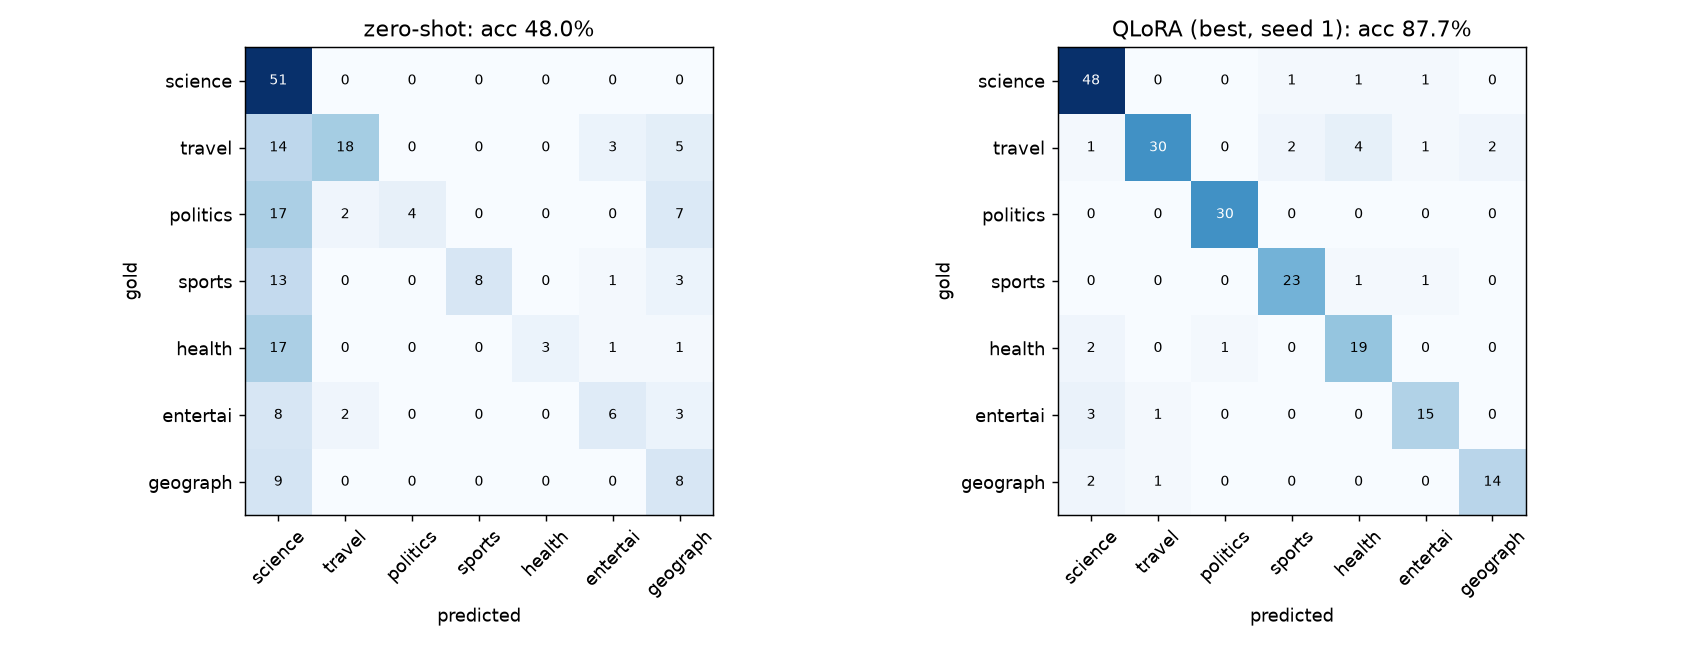 zero-shot: acc 48.0%
science 51 0 0 0 0 0 0
travel 14 18 0 0 0 3 5
politics 17 2 4 0 0 0 7
sports 13 0 0 8 0 1 3
health 17 0 0 0 3 1 1
entertai 8 2 0 0 0 6 3
geograph 9 0 0 0 0 0 8
gold
science travel politics sports health entertai geograph
predicted
QLoRA (best, seed 1): acc 87.7%
science 48 0 0 1 1 1 0
travel 1 30 0 2 4 1 2
politics 0 0 30 0 0 0 0
sports 0 0 0 23 1 1 0
health 2 0 1 0 19 0 0
entertai 3 1 0 0 0 15 0
geograph 2 1 0 0 0 0 14
gold
science travel politics sports health entertai geograph
predicted